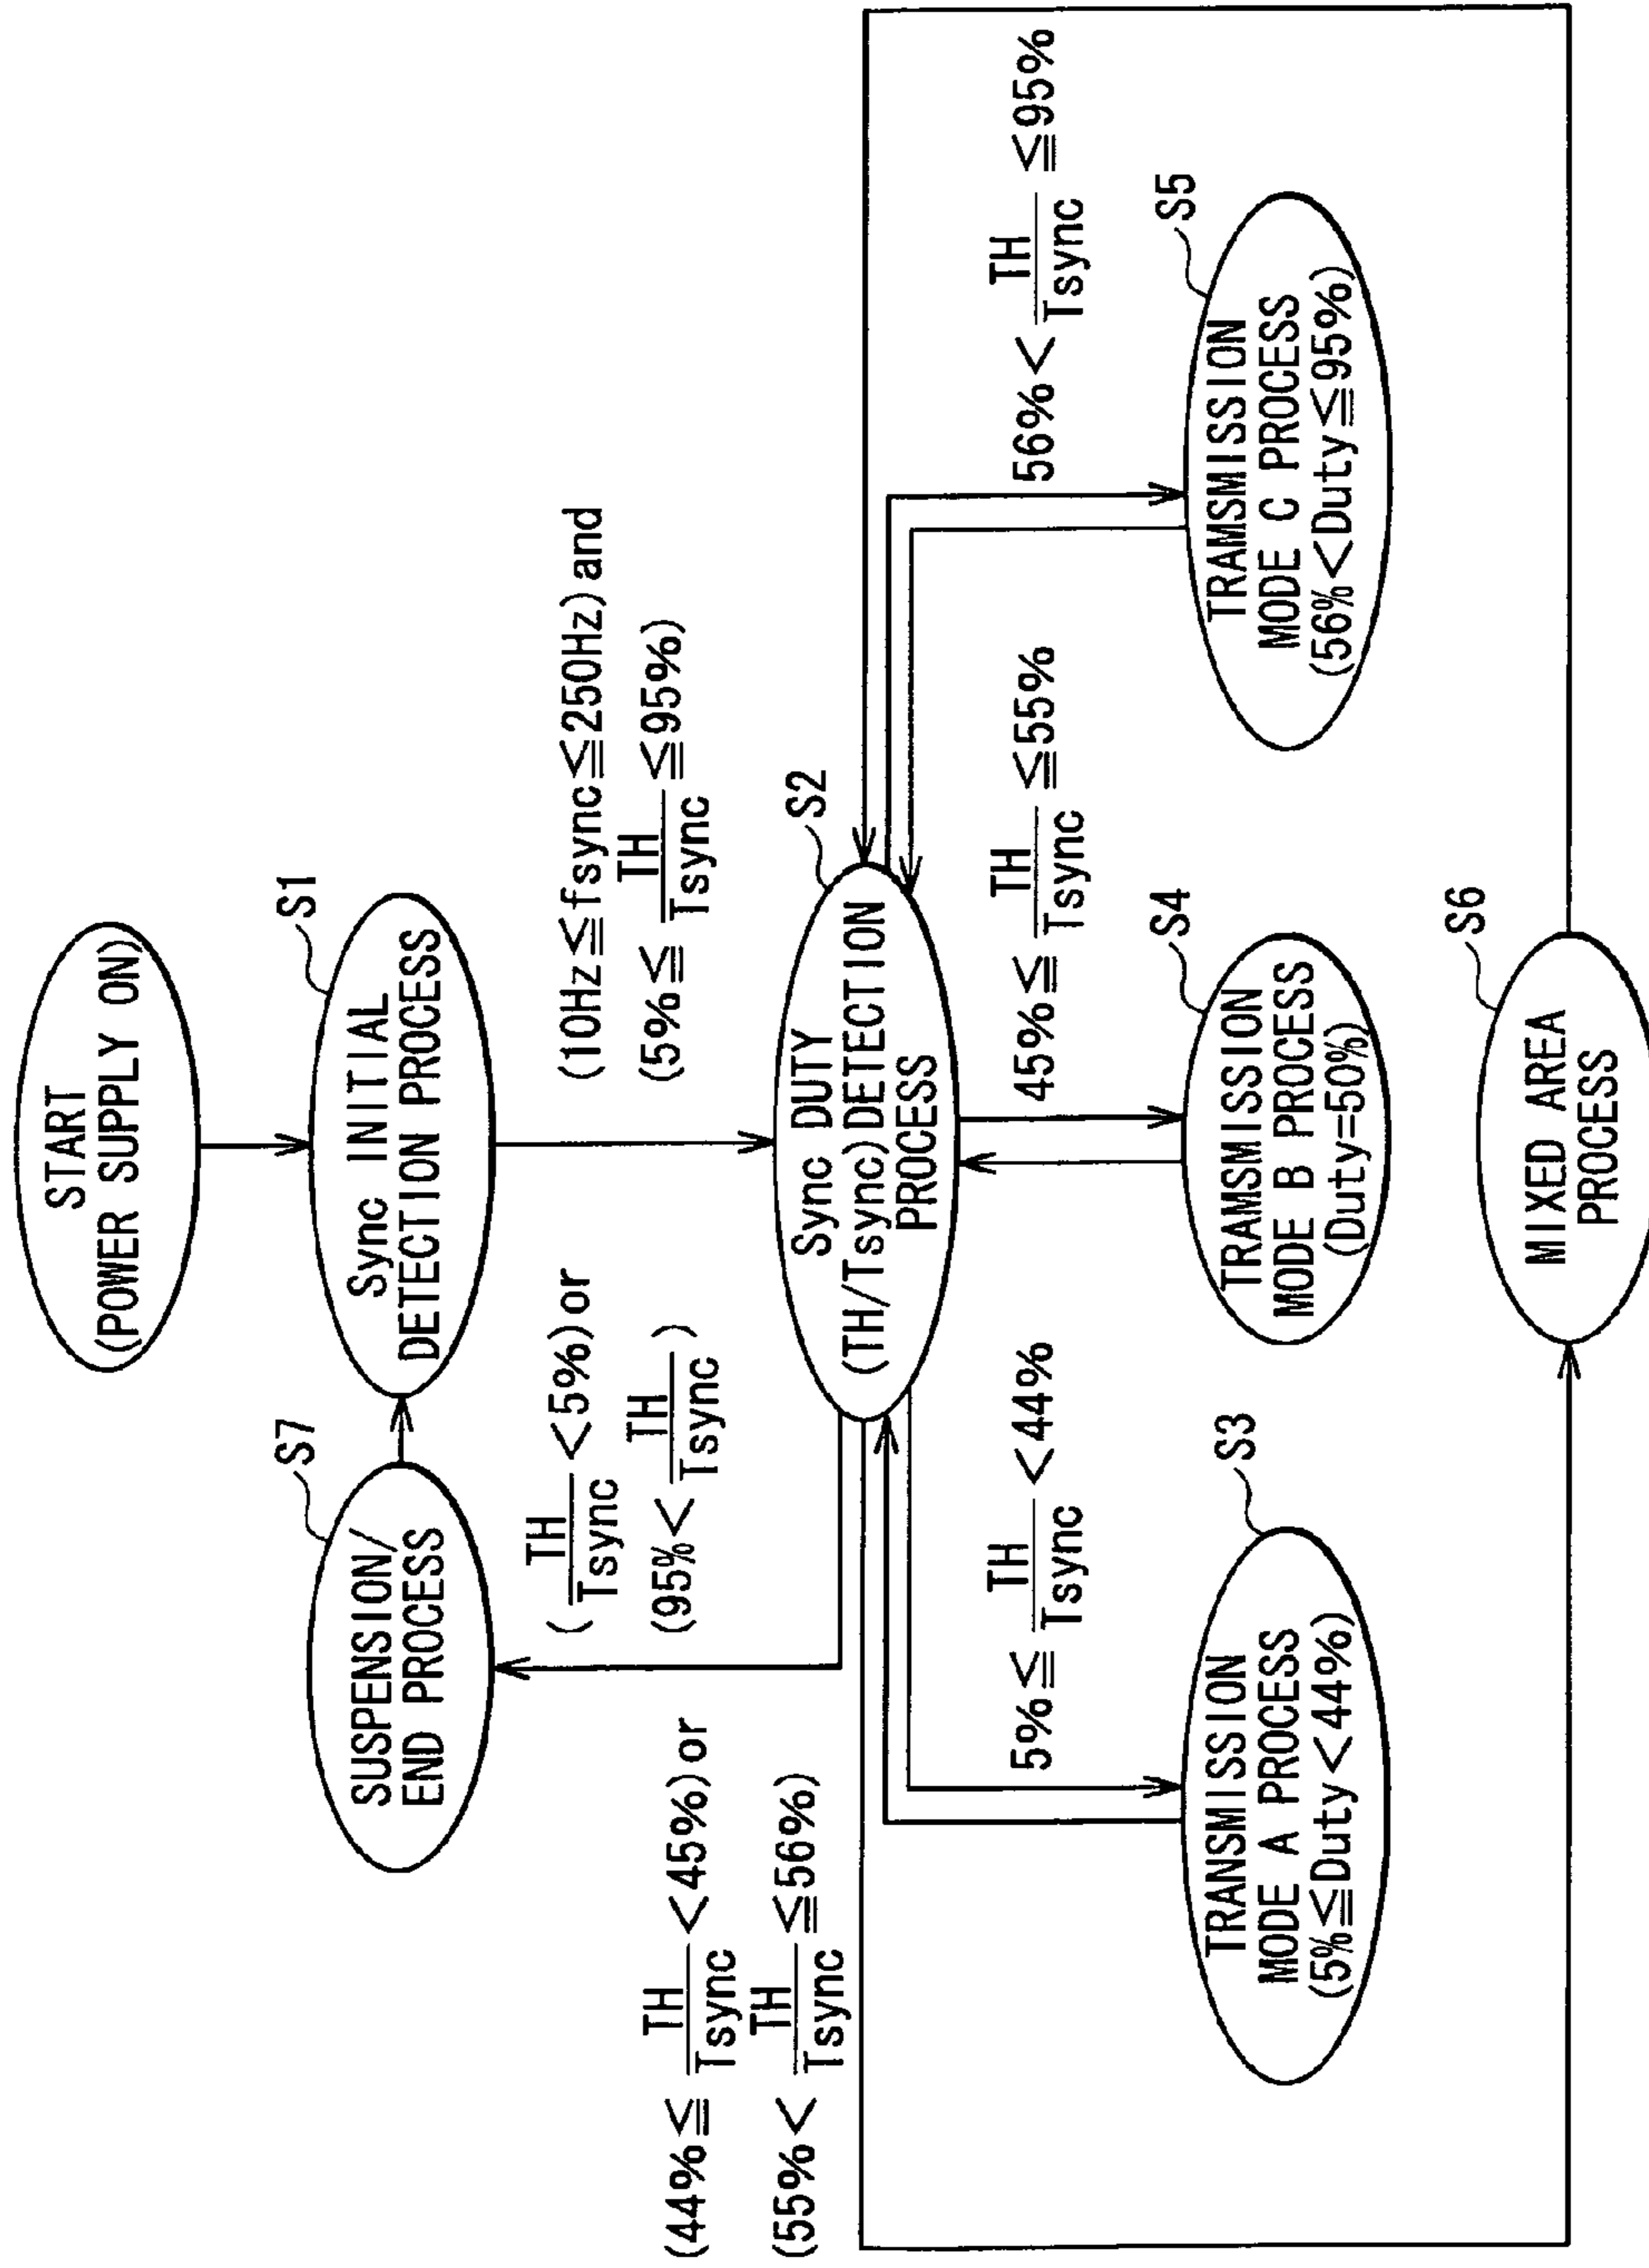 START
(POWER SUPPLY ON)
S1
Sync INITIAL
DETECTION PROCESS
S7
SUSPENSION/
END PROCESS
(10Hz≦fsync≦250Hz) and
(5%≦ TH/Tsync ≦95%)
( TH/Tsync <5%) or
(95%< TH/Tsync )
(44%≦ TH/Tsync <45%) or
(55%< TH/Tsync ≦56%)
S2
Sync DUTY
(TH/Tsync) DETECTION
PROCESS
5%≦ TH/Tsync <44%
45%≦ TH/Tsync ≦55%
56%< TH/Tsync ≦95%
S3
TRANSMISSION
MODE A PROCESS
(5%≦Duty<44%)
S4
TRAMSMISSION
MODE B PROCESS
(Duty=50%)
S5
TRAMSMISSION
MODE C PROCESS
(56%<Duty≦95%)
S6
MIXED AREA
PROCESS